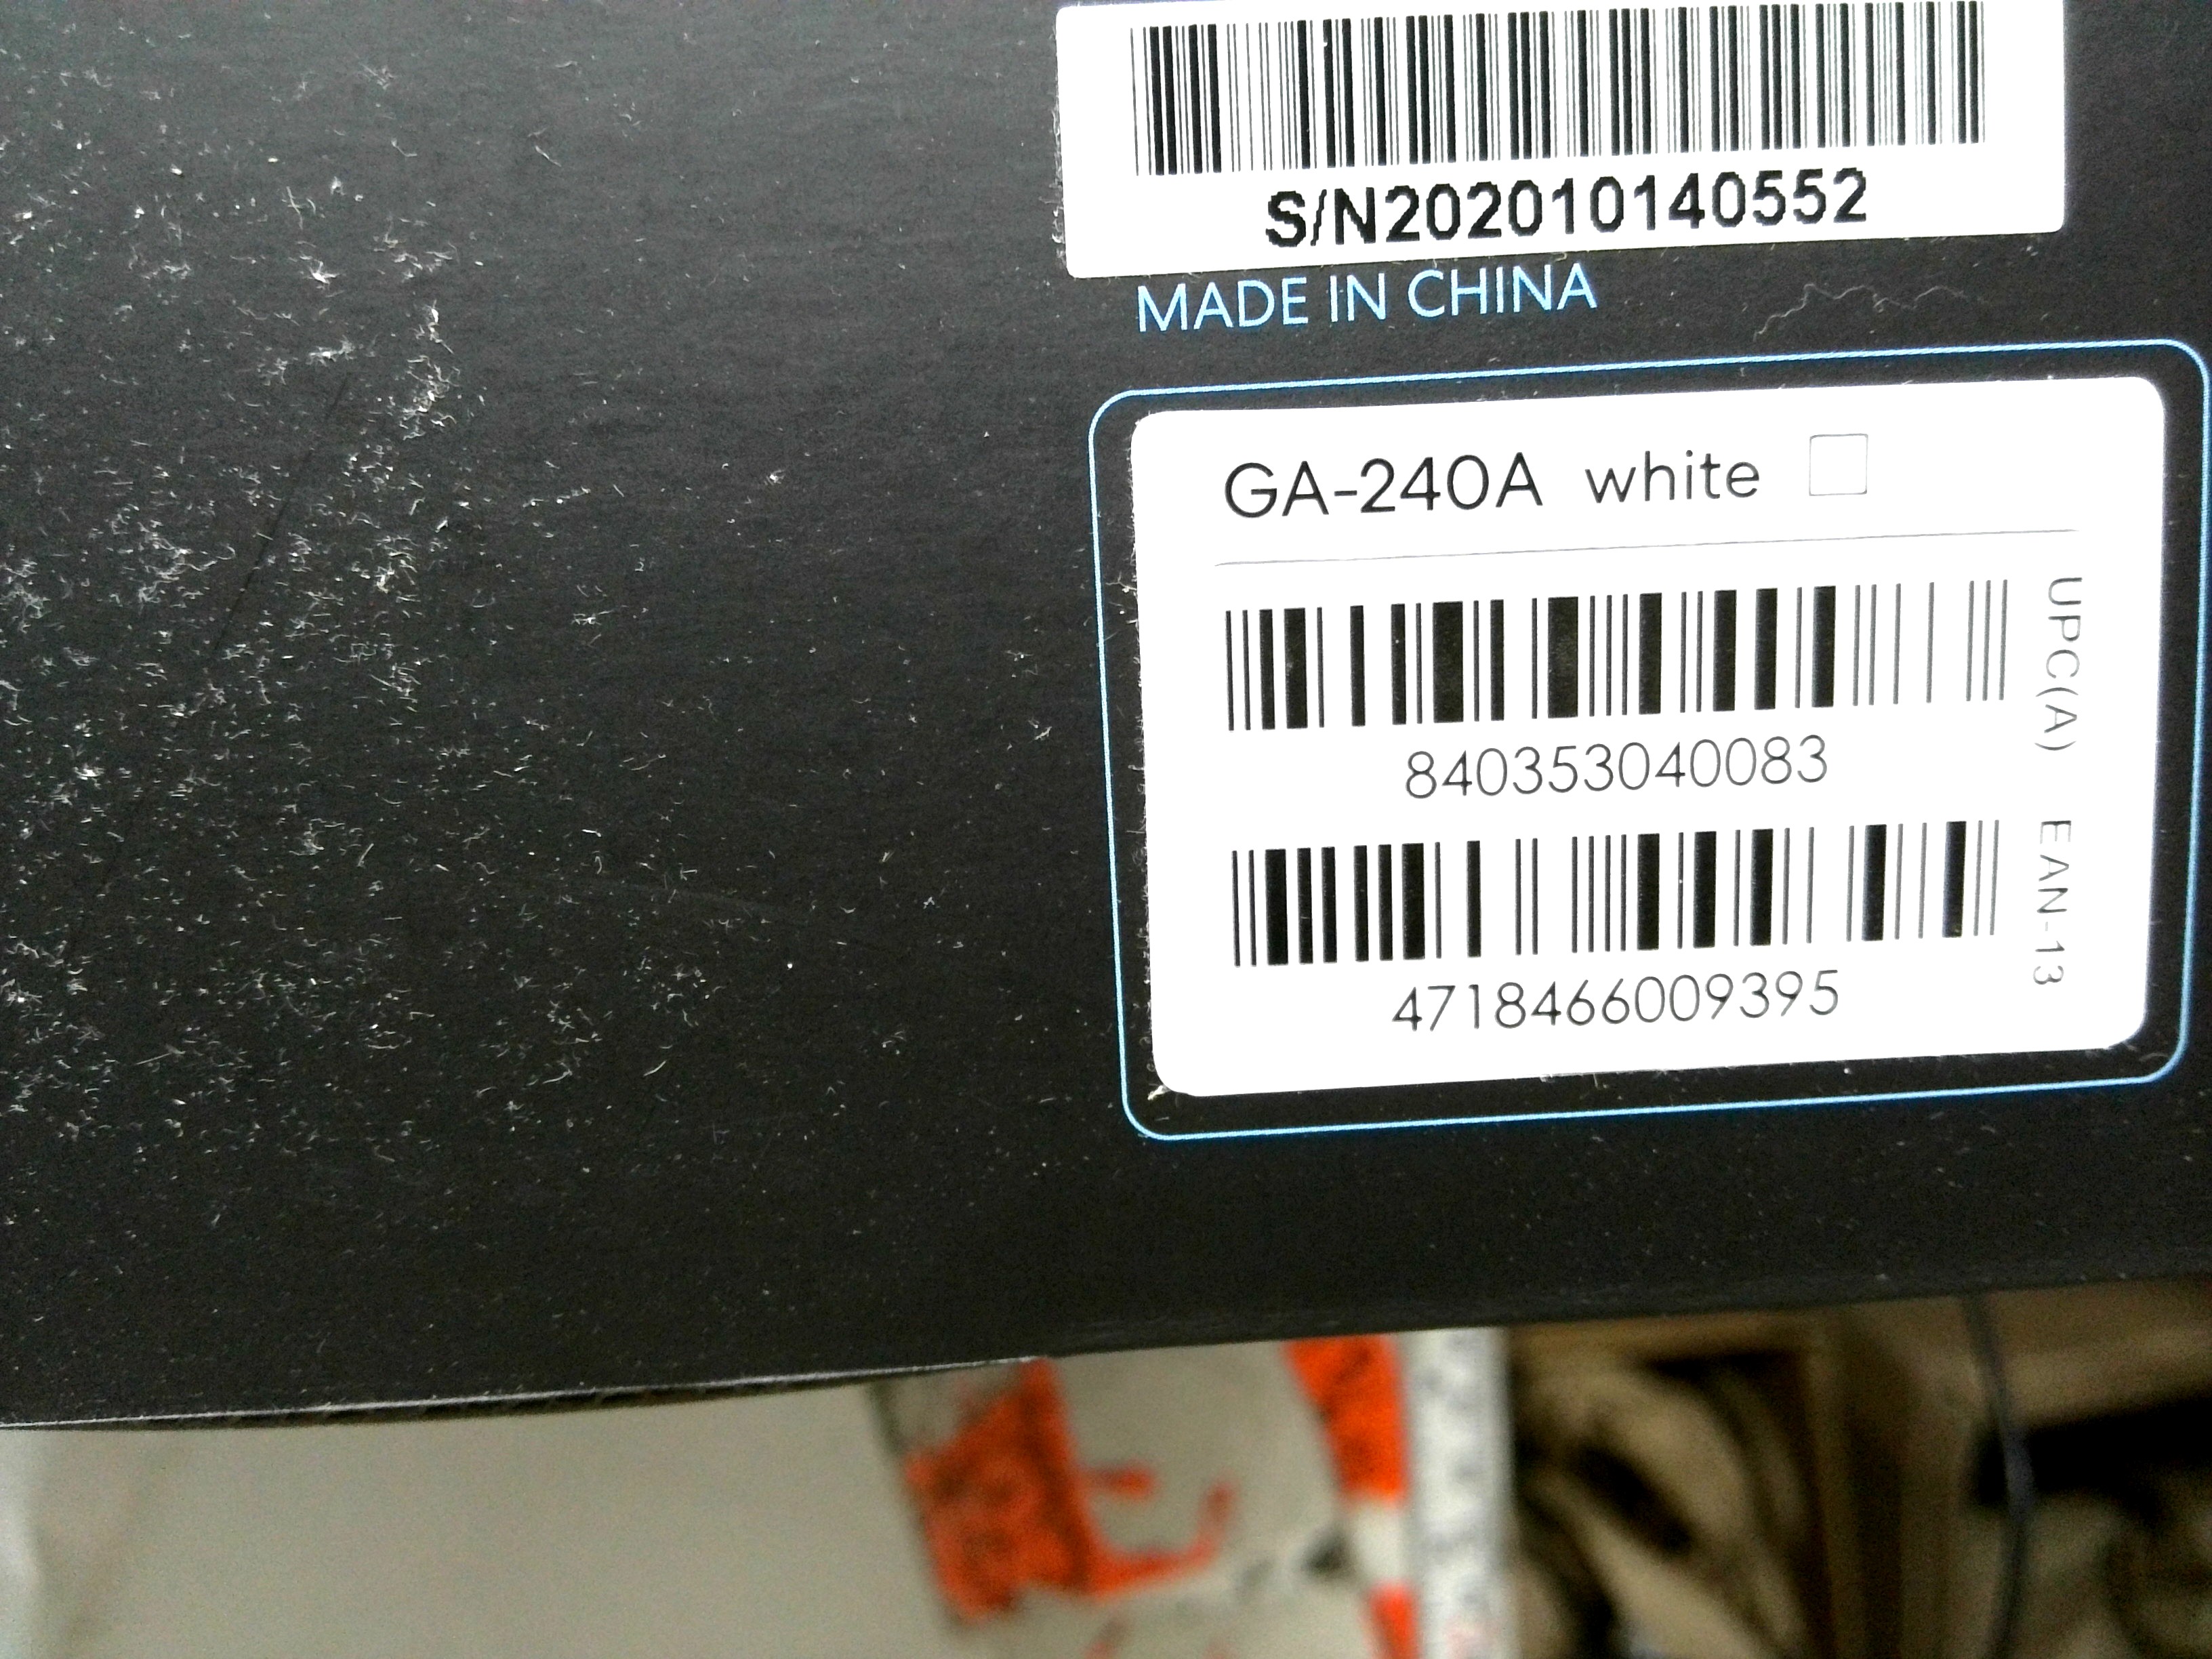 S/N202010140552
MADE IN CHINA
GA-240A white
UPC(A)
840353040083
EAN-13
4718466009395